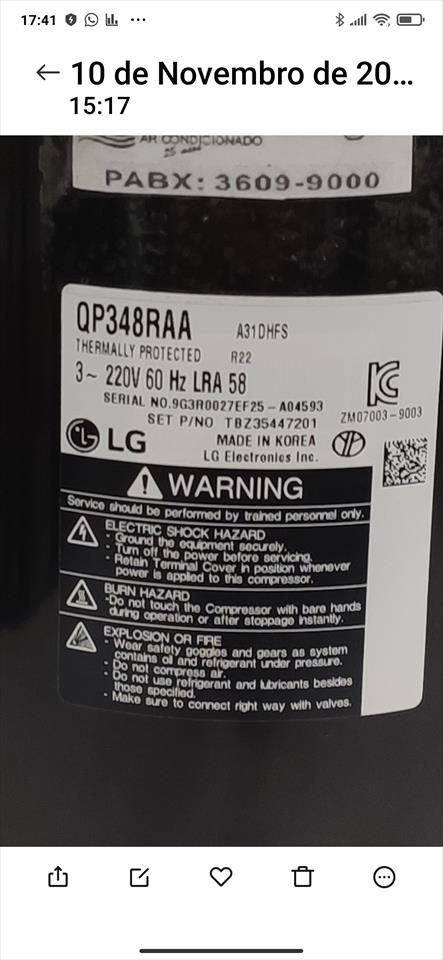 17:41
10 de Novembro de 20...
15:17
AR CONDICIONADO
25 anos
PABX: 3609-9000
QP348RAA A31DHFS
THERMALLY PROTECTED R22
3~ 220V 60 Hz LRA 58
SERIAL NO.9G3R0027EF25-A04593
SET P/NO TBZ35447201
ZM07003-9003
LG
MADE IN KOREA
LG Electronics Inc.
WARNING
Service should be performed by trained personnel only.
ELECTRIC SHOCK HAZARD
· Ground the equipment securely.
· Turn off the power before servicing.
· Retain Terminal Cover in position whenever
power is applied to this compressor.
BURN HAZARD
·Do not touch the Compressor with bare hands
during operation or after stoppage instantly.
EXPLOSION OR FIRE
· Wear safety goggles and gears as system
contains oil and refrigerant under pressure.
· Do not compress air.
· Do not use refrigerant and lubricants besides
those specified.
· Make sure to connect right way with valves.